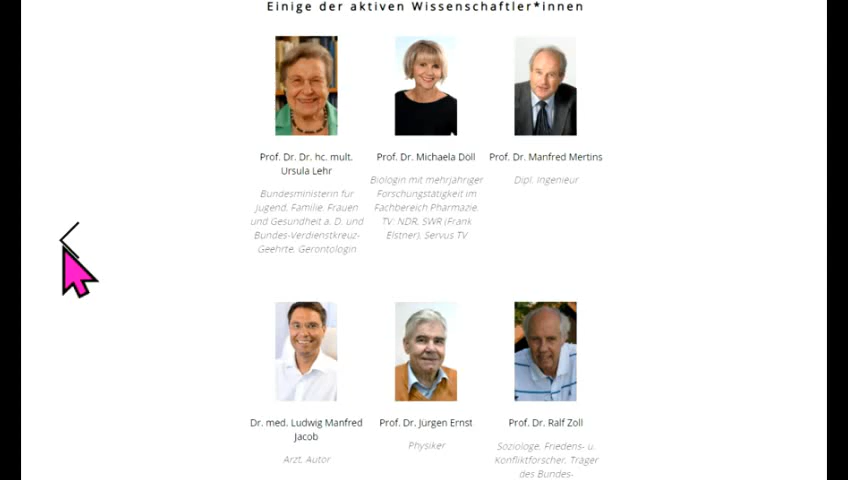 Einige der aktiven Wissenschaftler*innen
Prof. Dr. Dr. hc. mult.
Ursula Lehr
Bundesministerin für
Jugend, Familie, Frauen
und Gesundheit a. D. und
Bundes-Verdienstkreuz-
Geehrte, Gerontologin
Prof. Dr. Michaela Döll
Biologin mit mehrjähriger
Forschungstätigkeit im
Fachbereich Pharmazie,
TV: NDR, SWR (Frank
Elstner), Servus TV
Prof. Dr. Manfred Mertins
Dipl. Ingenieur
Dr. med. Ludwig Manfred
Jacob
Arzt, Autor
Prof. Dr. Jürgen Ernst
Physiker
Prof. Dr. Ralf Zoll
Soziologe, Friedens- u.
Konfliktforscher, Träger
des Bundes-